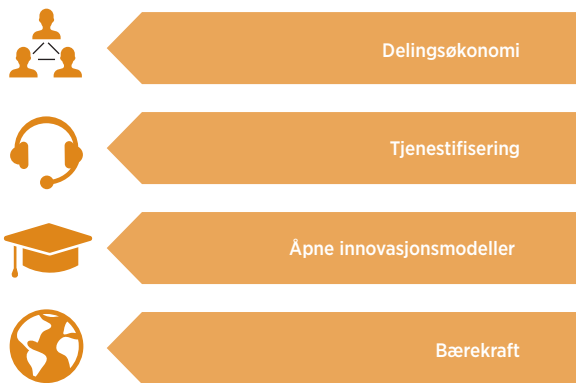 Delingsøkonomi
Tjenestifisering
Åpne innovasjonsmodeller
Bærekraft